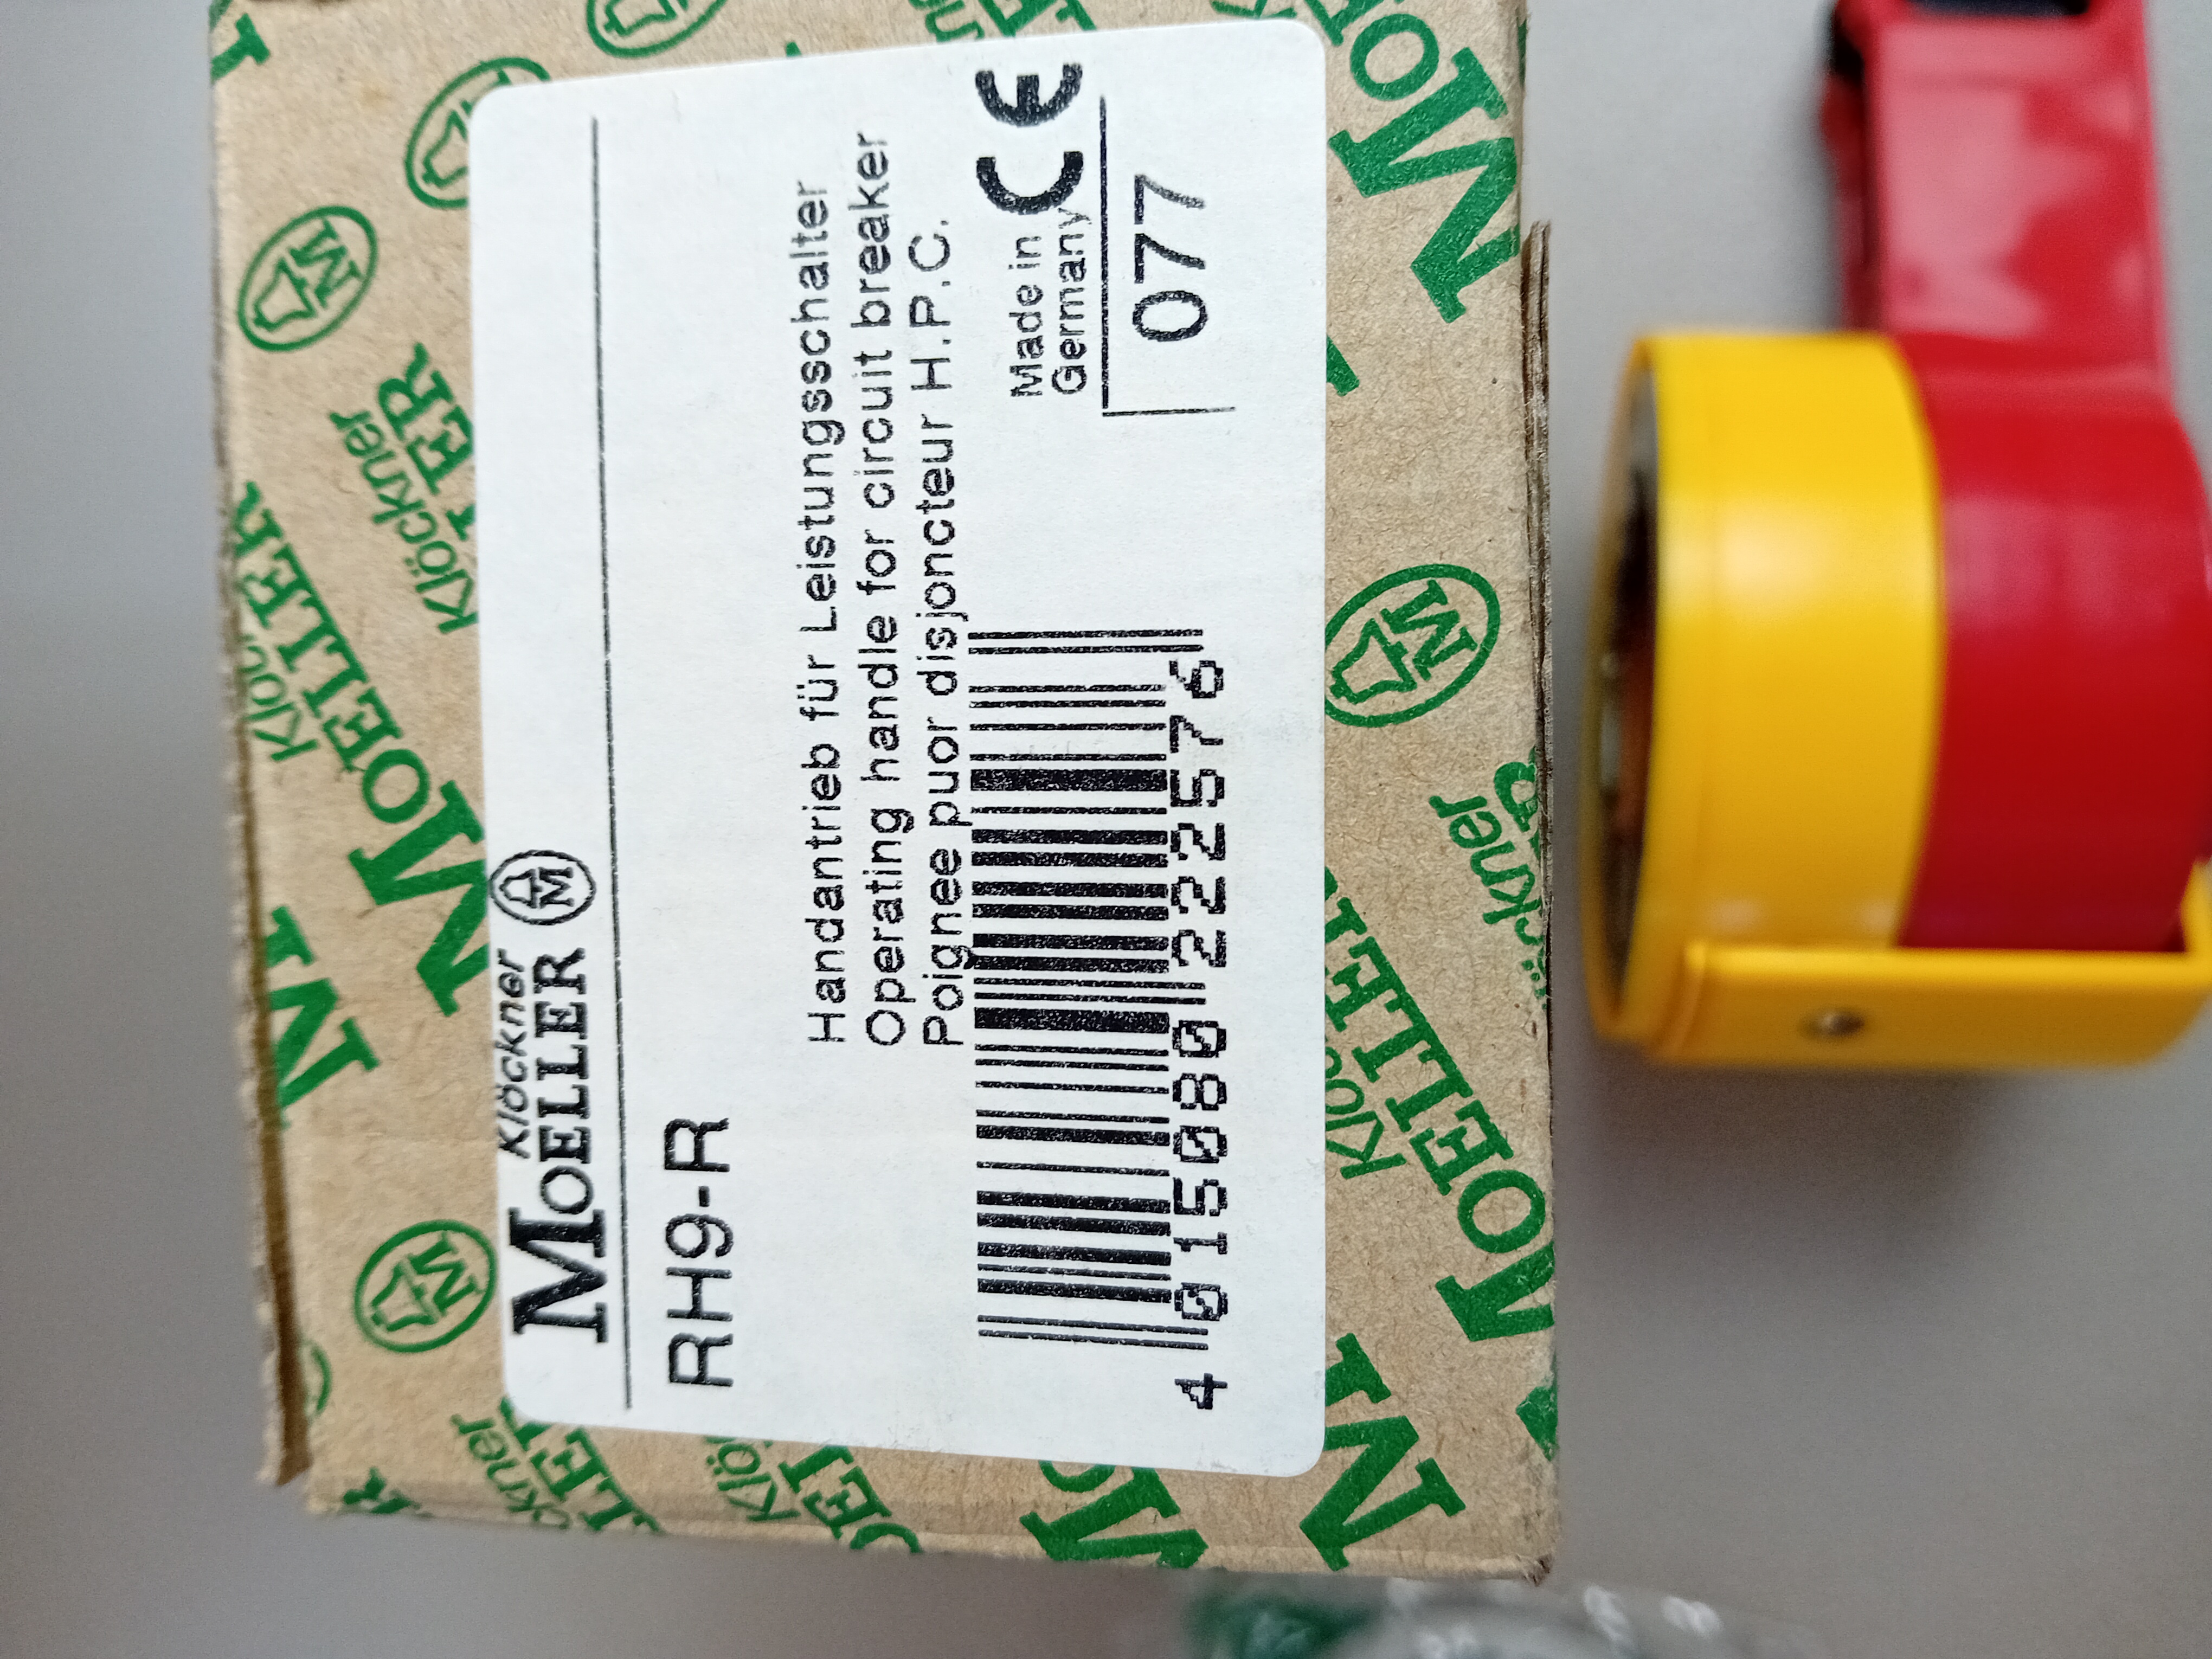 Klöckner
MOELLER
RH9-R
Handantrieb für Leistungsschalter
Operating handle for circuit breaker
Poignee puor disjoncteur H.P.C.
Made in
Germany
CE
077
4 015080 222576
Klöckner
MOELLER